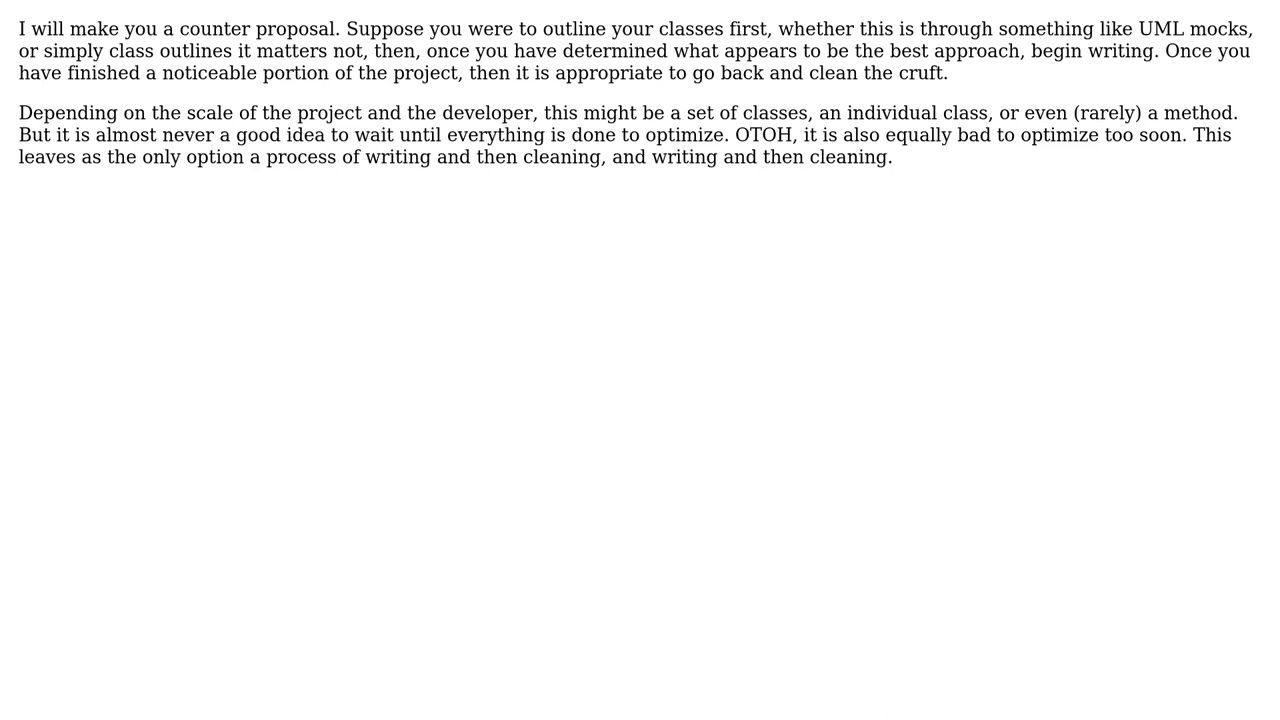 I will make you a counter proposal. Suppose you were to outline your classes first, whether this is through something like UML mocks,
or simply class outlines it matters not, then, once you have determined what appears to be the best approach, begin writing. Once you
have finished a noticeable portion of the project, then it is appropriate to go back and clean the cruft.
Depending on the scale of the project and the developer, this might be a set of classes, an individual class, or even (rarely) a method.
But it is almost never a good idea to wait until everything is done to optimize. OTOH, it is also equally bad to optimize too soon. This
leaves as the only option a process of writing and then cleaning, and writing and then cleaning.